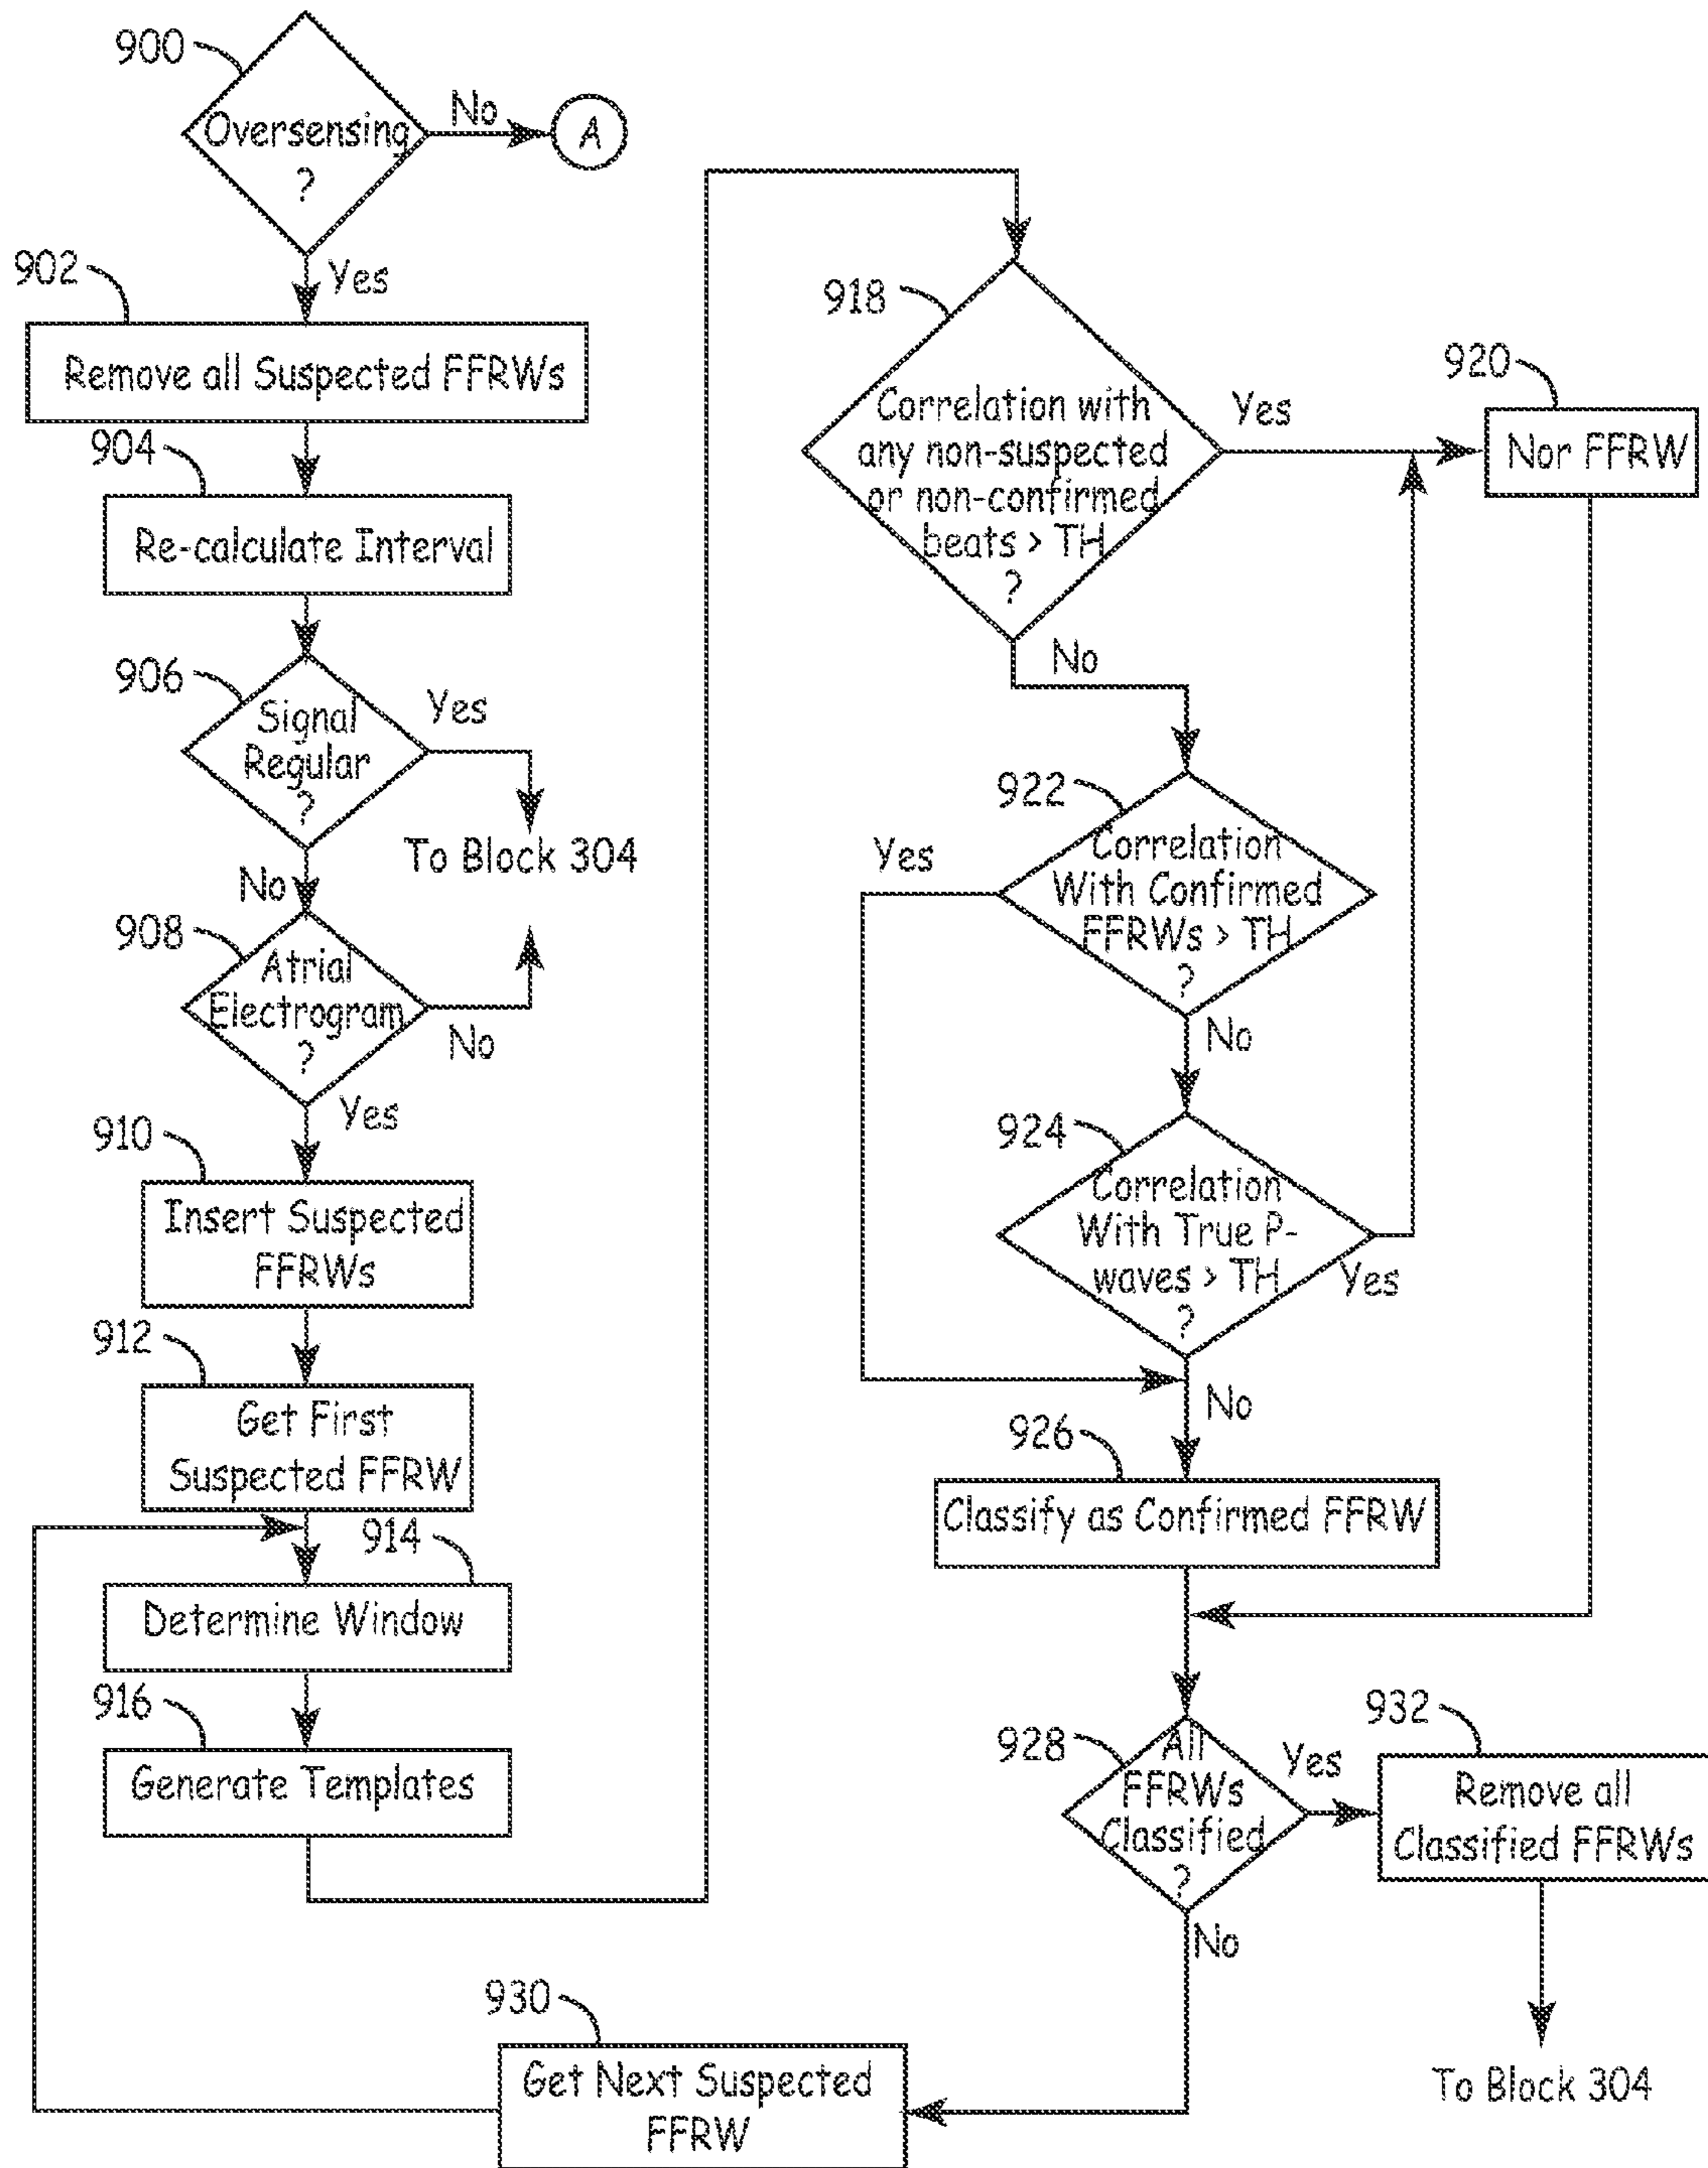 900
Oversensing
?
No
A
Yes
902
Remove all Suspected FFRWs
904
Re-calculate Interval
906
Signal
Regular
?
Yes
To Block 304
No
908
Atrial
Electrogram
?
No
Yes
910
Insert Suspected
FFRWs
912
Get First
Suspected FFRW
914
Determine Window
916
Generate Templates
918
Correlation with
any non-suspected
or non-confirmed
beats > TH
?
Yes
920
Nor FFRW
No
922
Correlation
With Confirmed
FFRWs > TH
?
Yes
No
924
Correlation
With True P-
waves > TH
?
Yes
No
926
Classify as Confirmed FFRW
928
All
FFRWs
Classified
?
Yes
932
Remove all
Classified FFRWs
No
930
Get Next Suspected
FFRW
To Block 304